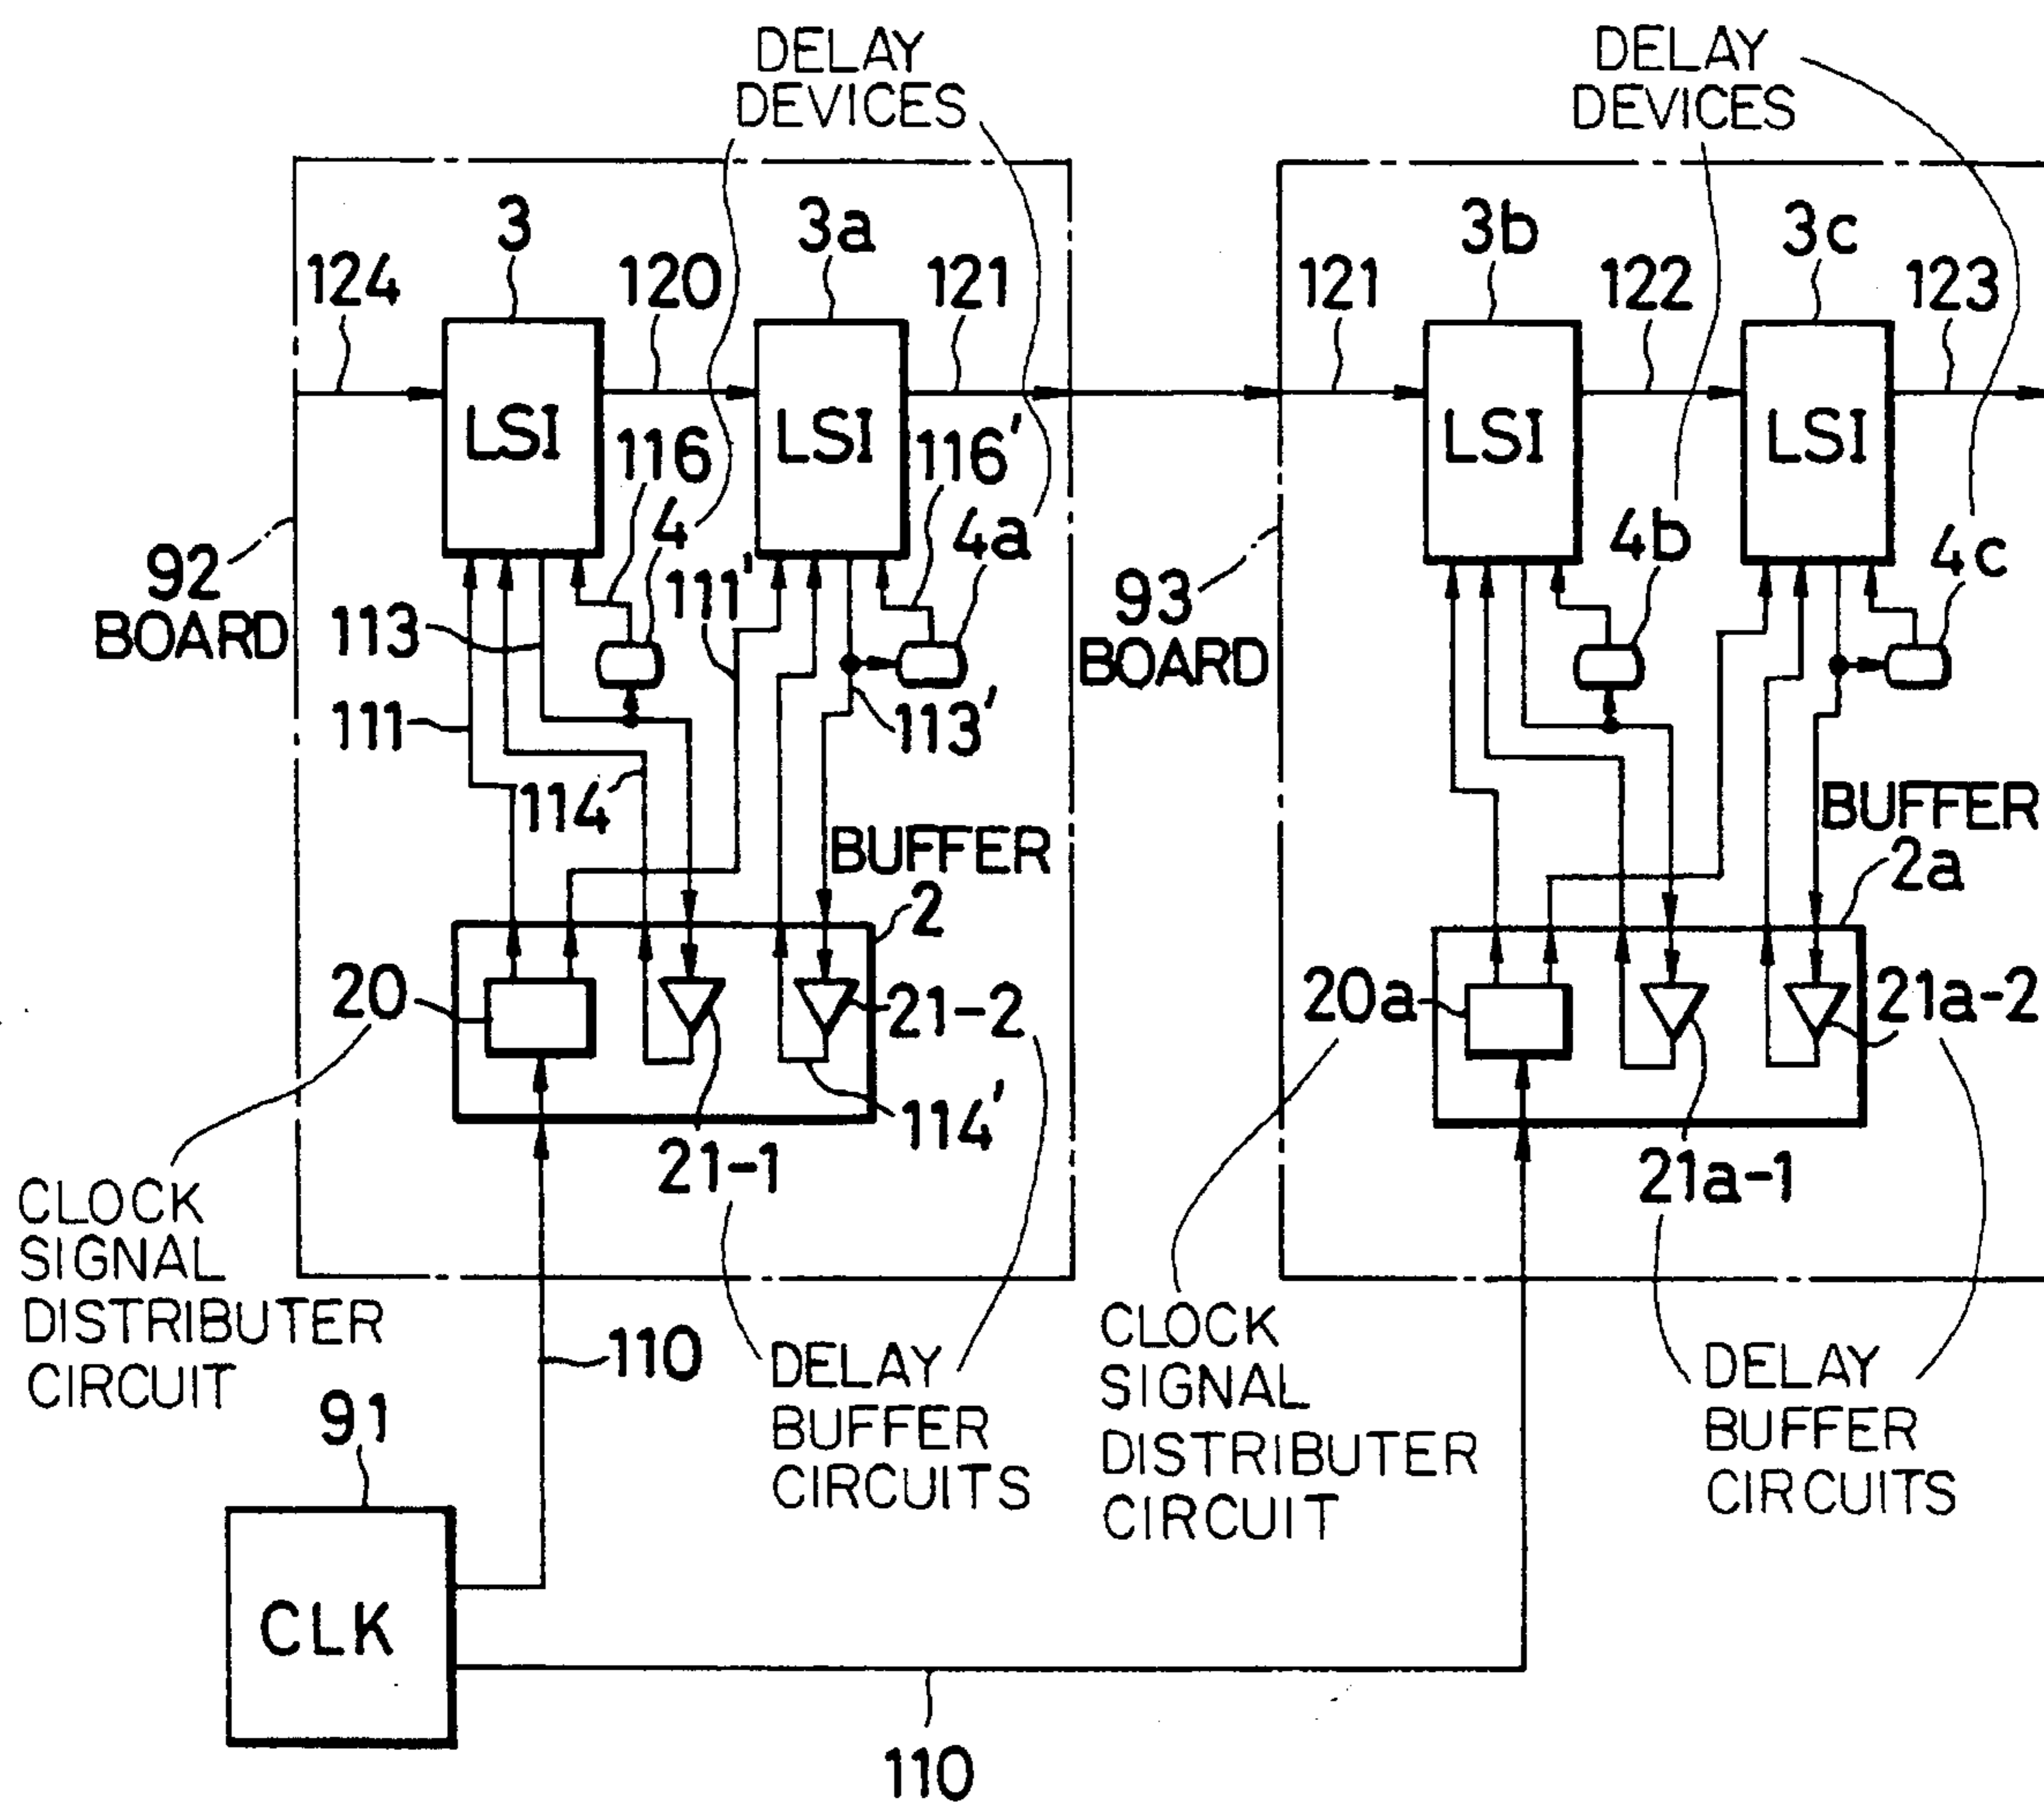 DELAY
DEVICES
DELAY
DEVICES
3
3a
3b
3c
124
120
121
121
122
123
LSI
LSI
LSI
LSI
116
116'
4
4a
4b
4c
92
BOARD
93
BOARD
113
111'
111
113'
114
BUFFER
2
BUFFER
2a
20
21-2
20a
21a-2
114'
21-1
21a-1
CLOCK
SIGNAL
DISTRIBUTER
CIRCUIT
110
DELAY
BUFFER
CIRCUITS
CLOCK
SIGNAL
DISTRIBUTER
CIRCUIT
DELAY
BUFFER
CIRCUITS
91
CLK
110